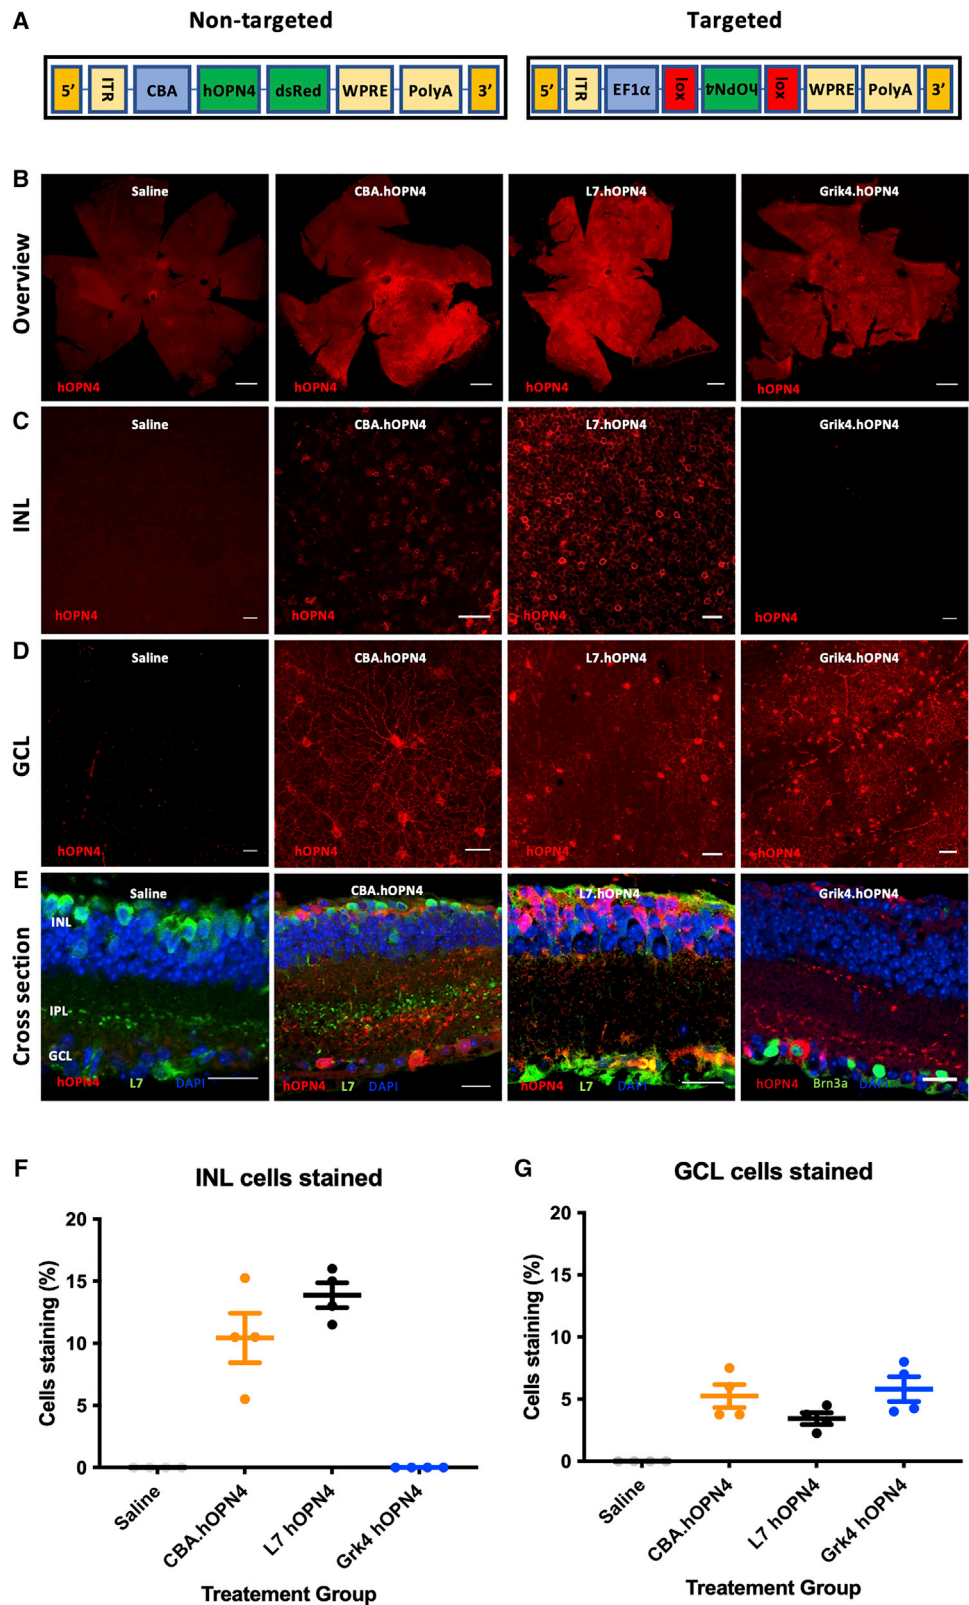 A
Non-targeted
Targeted
5’ ITR CBA hOPN4 dsRed WPRE PolyA 3’
5’ ITR EF1α lox hOPN4 lox WPRE PolyA 3’
B
Overview
Saline
hOPN4
CBA.hOPN4
hOPN4
L7.hOPN4
hOPN4
Grik4.hOPN4
hOPN4
C
INL
Saline
hOPN4
CBA.hOPN4
hOPN4
L7.hOPN4
hOPN4
Grik4.hOPN4
hOPN4
D
GCL
Saline
hOPN4
CBA.hOPN4
hOPN4
L7.hOPN4
hOPN4
Grik4.hOPN4
hOPN4
E
Cross section
Saline
INL
IPL
GCL
hOPN4 L7 DAPI
CBA.hOPN4
hOPN4 L7 DAPI
L7.hOPN4
hOPN4 L7 DAPI
Grik4.hOPN4
hOPN4 Brn3a DAPI
F
INL cells stained
Cells staining (%)
20
15
10
5
0
Saline
CBA.hOPN4
L7 hOPN4
Grk4 hOPN4
Treatement Group
G
GCL cells stained
Cells staining (%)
20
15
10
5
0
Saline
CBA.hOPN4
L7 hOPN4
Grik4 hOPN4
Treatement Group